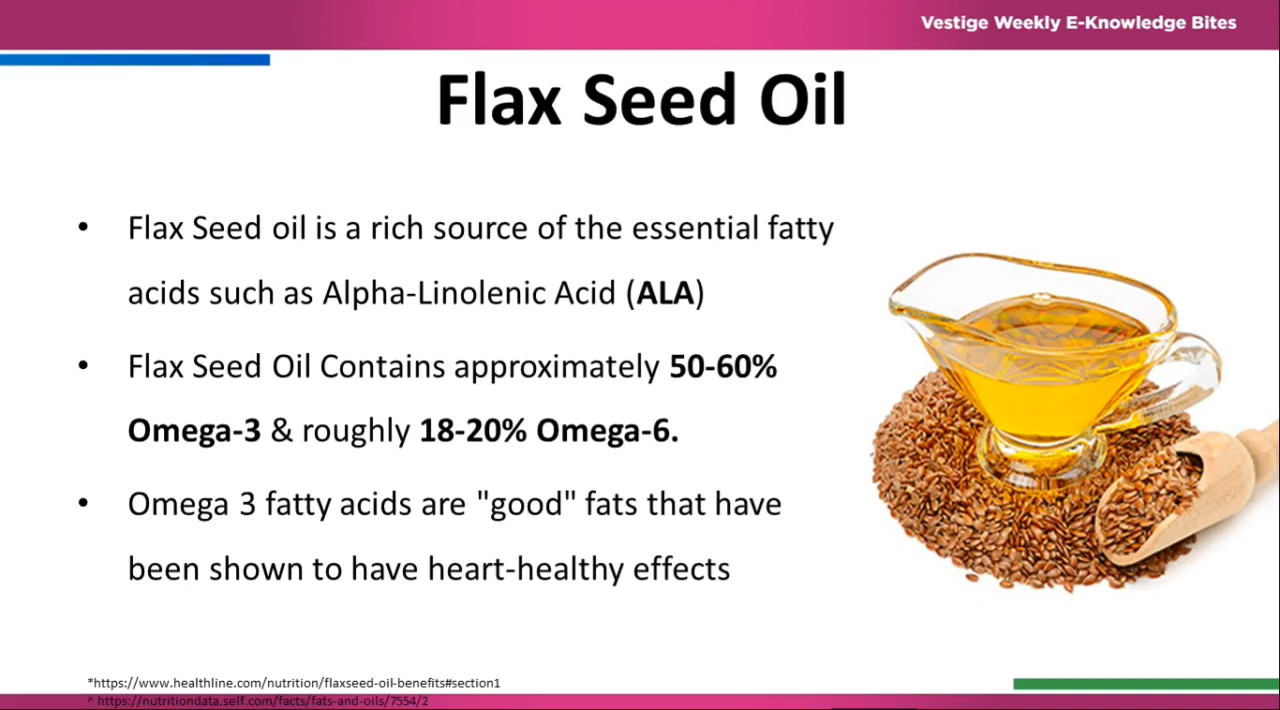 Vestige Weekly E-Knowledge Bites
Flax Seed Oil
• Flax Seed oil is a rich source of the essential fatty
acids such as Alpha-Linolenic Acid (ALA)
• Flax Seed Oil Contains approximately 50-60%
Omega-3 & roughly 18-20% Omega-6.
• Omega 3 fatty acids are "good" fats that have
been shown to have heart-healthy effects
*https://www.healthline.com/nutrition/flaxseed-oil-benefits#section1
^ https://nutritiondata.self.com/facts/fats-and-oils/7554/2